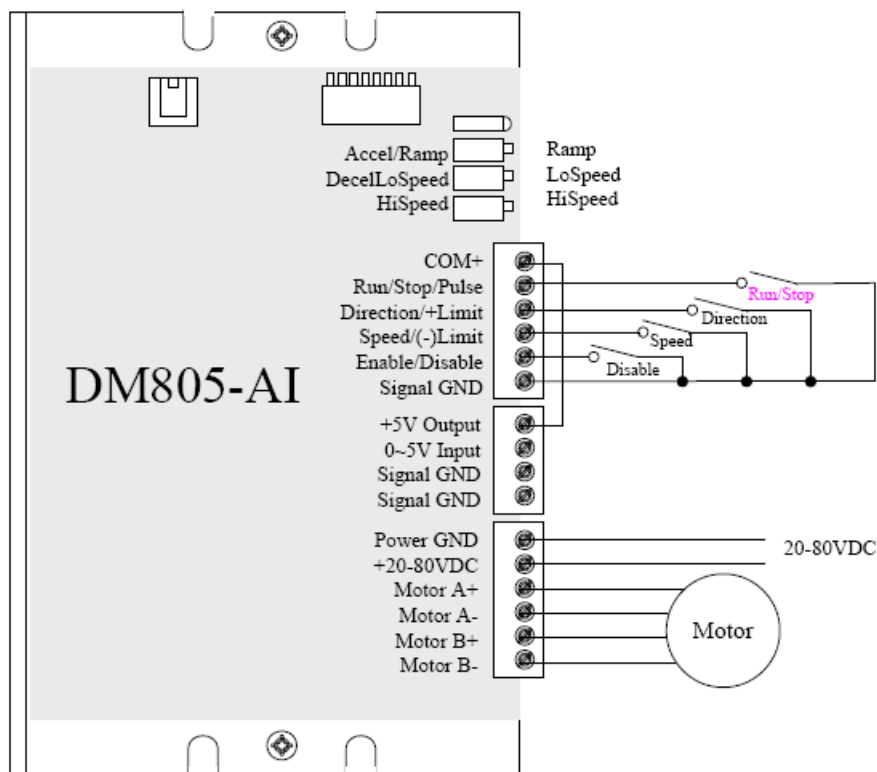 Accel/Ramp
Ramp
DecelLoSpeed
LoSpeed
HiSpeed
HiSpeed
COM+
Run/Stop/Pulse
Run/Stop
Direction/+Limit
Direction
Speed/(-)Limit
Speed
Enable/Disable
Disable
Signal GND
DM805-AI
+5V Output
0~5V Input
Signal GND
Signal GND
Power GND
20-80VDC
+20-80VDC
Motor A+
Motor A-
Motor B+
Motor B-
Motor